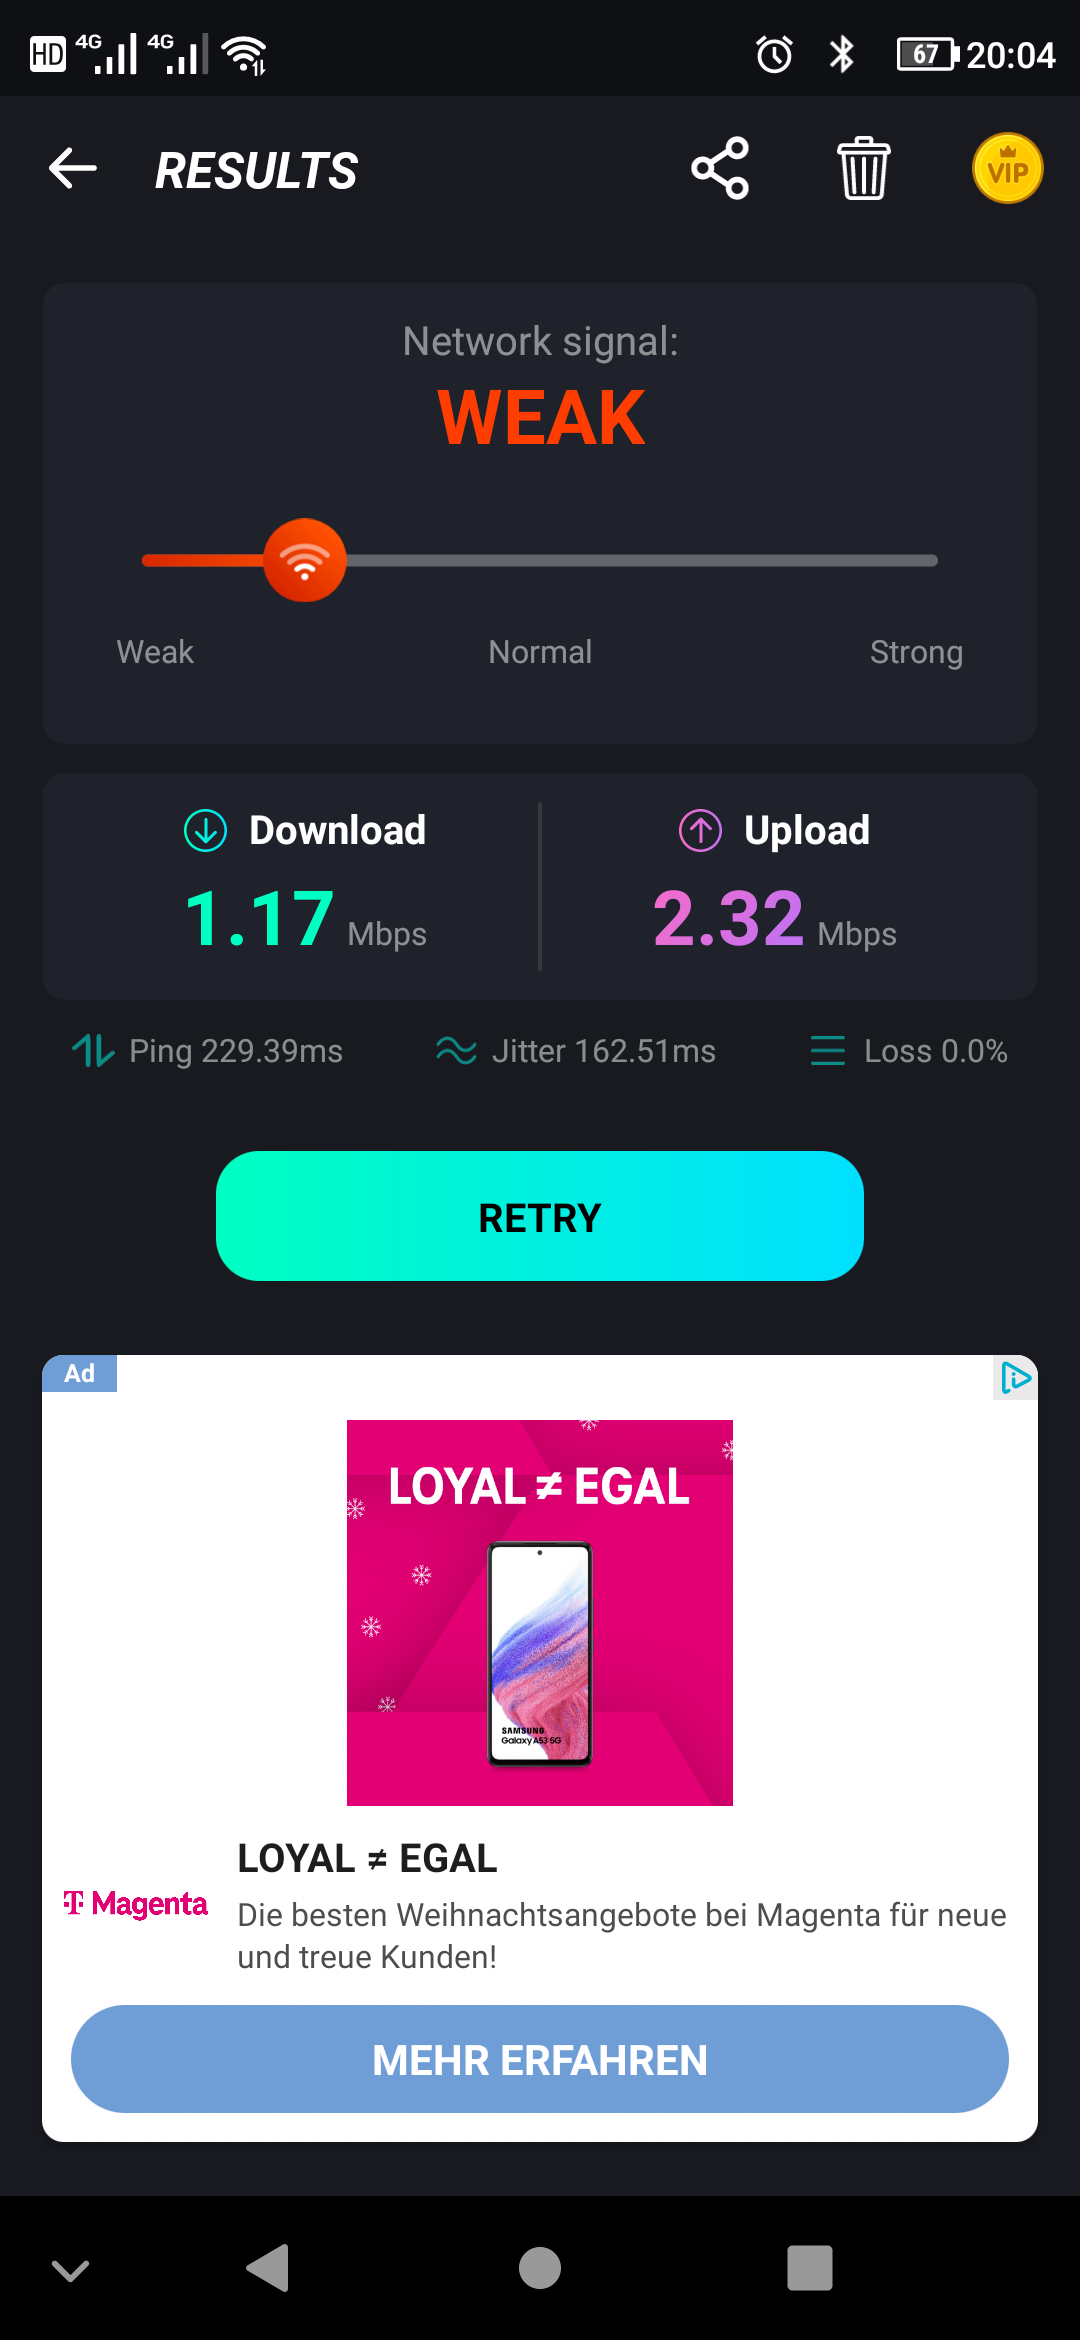 HD 4G 4G 67 20:04
RESULTS
VIP
Network signal:
WEAK
Weak Normal Strong
Download Upload
1.17 Mbps 2.32 Mbps
Ping 229.39ms Jitter 162.51ms Loss 0.0%
RETRY
Ad
LOYAL ≠ EGAL
SAMSUNG
Galaxy A53 5G
LOYAL ≠ EGAL
T Magenta
Die besten Weihnachtsangebote bei Magenta für neue
und treue Kunden!
MEHR ERFAHREN